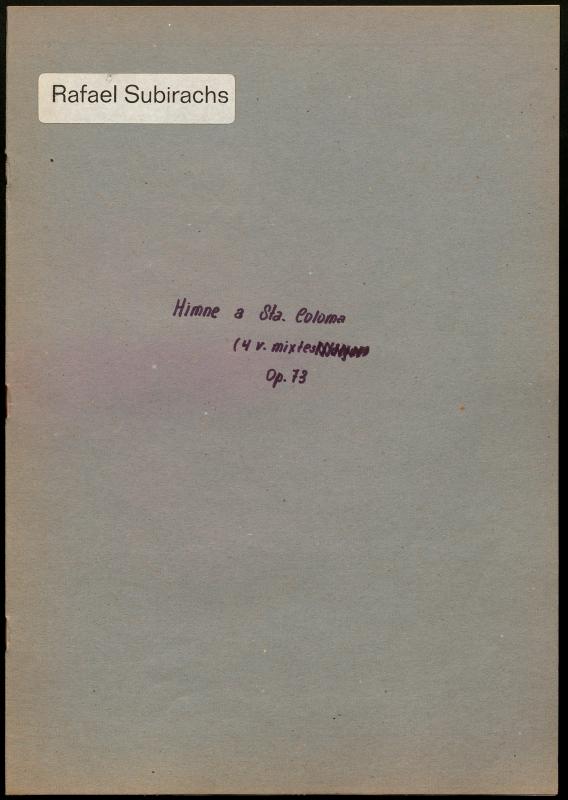 Rafael Subirachs
Himne a Sta. Coloma
(4 v. mixtes
Op. 73